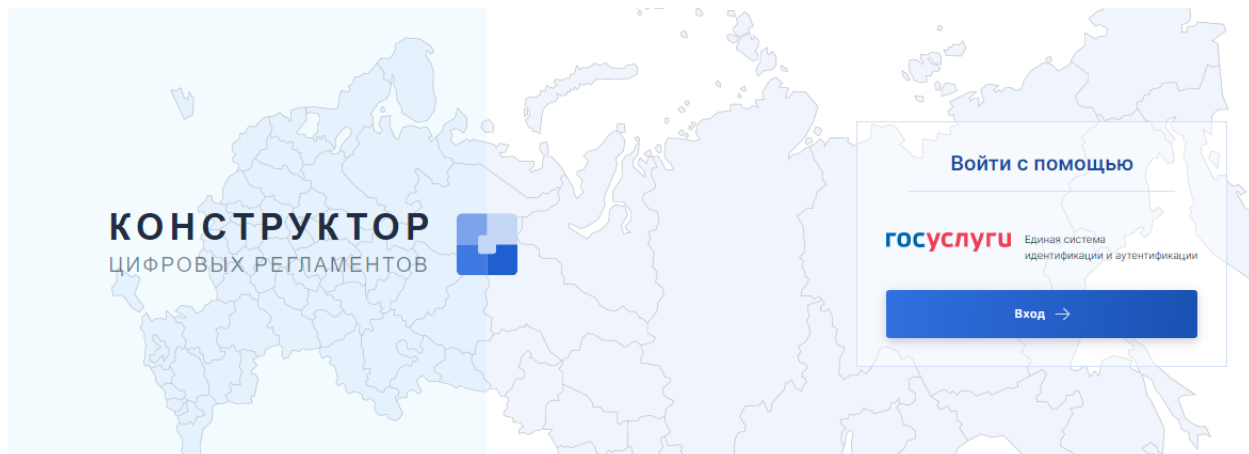 КОНСТРУКТОР
ЦИФРОВЫХ РЕГЛАМЕНТОВ
Войти с помощью
госуслуги
Единая система
идентификации и аутентификации
Вход